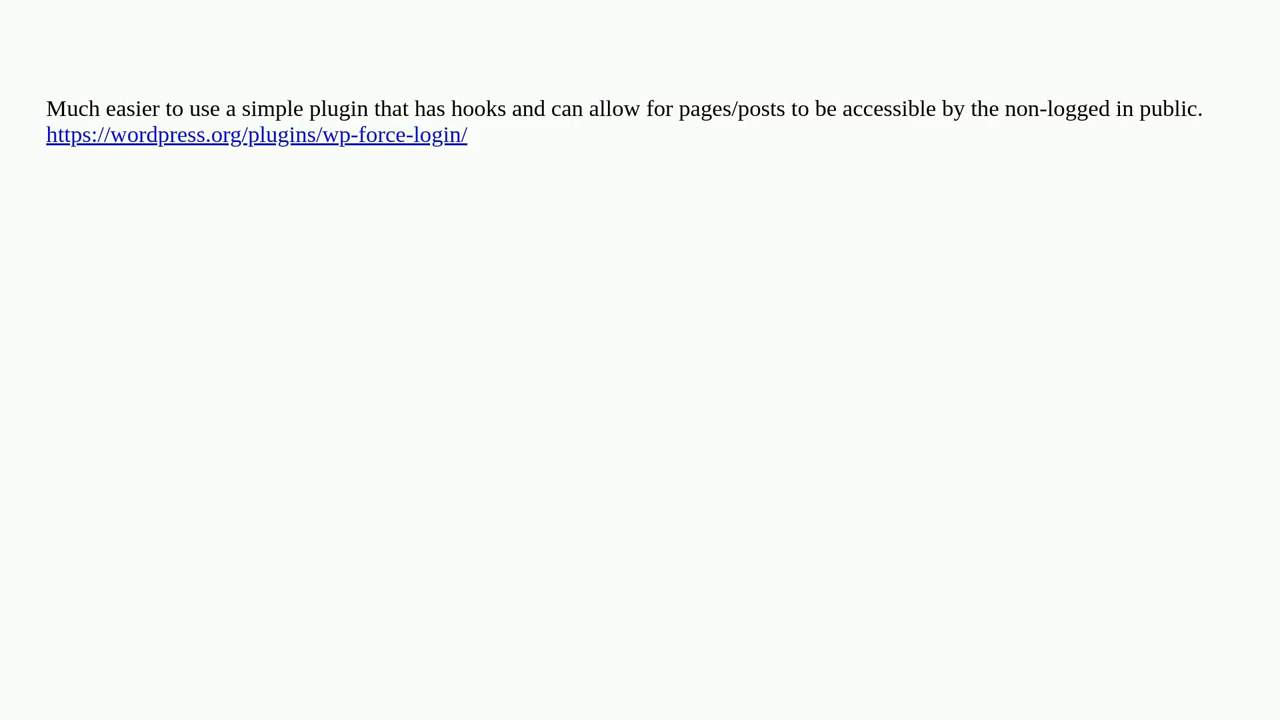 Much easier to use a simple plugin that has hooks and can allow for pages/posts to be accessible by the non-logged in public.
https://wordpress.org/plugins/wp-force-login/